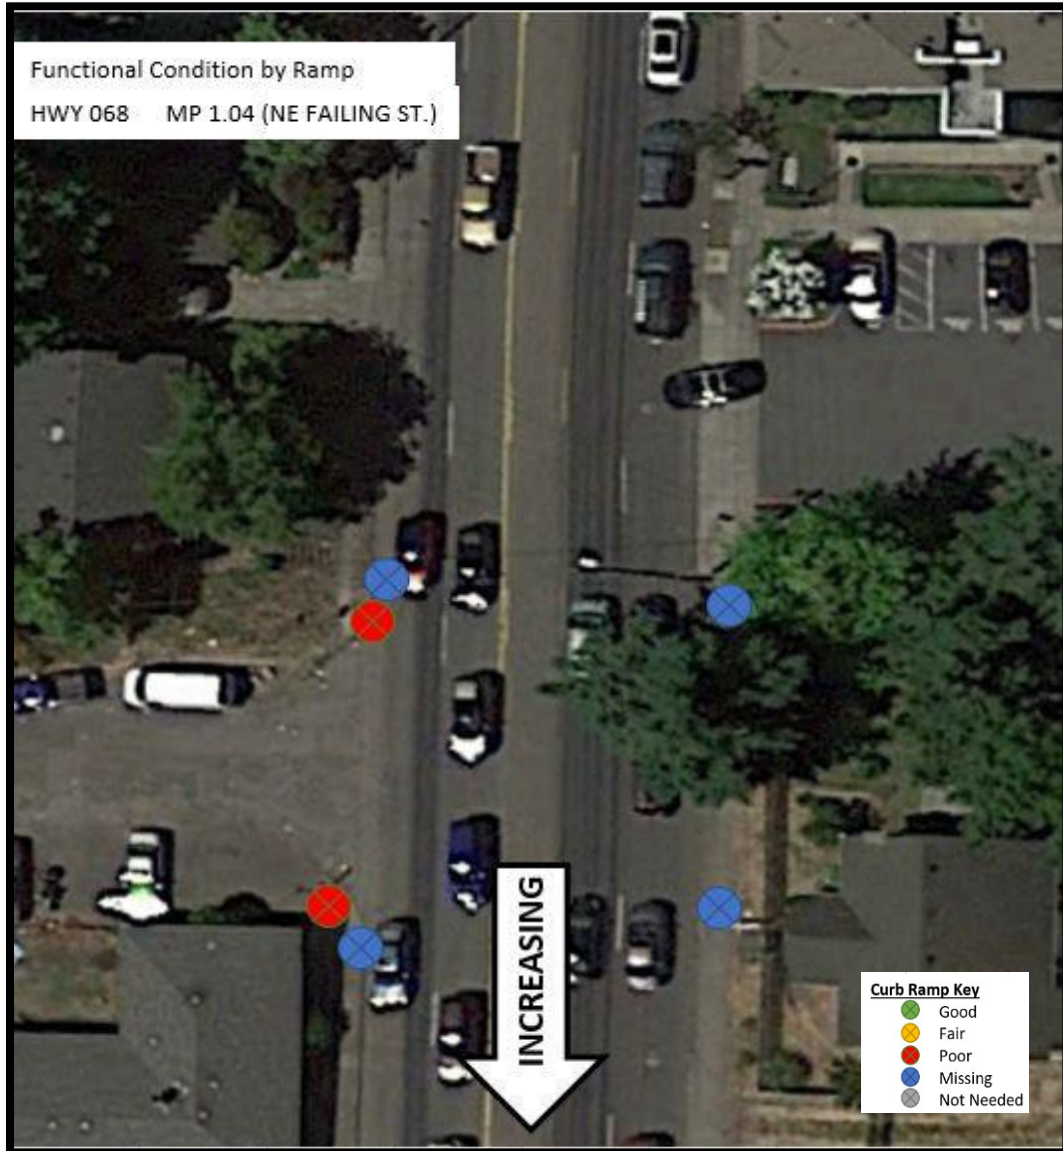 Functional Condition by Ramp
HWY 068 MP 1.04 (NE FAILING ST.)
INCREASING
Curb Ramp Key
Good
Fair
Poor
Missing
Not Needed